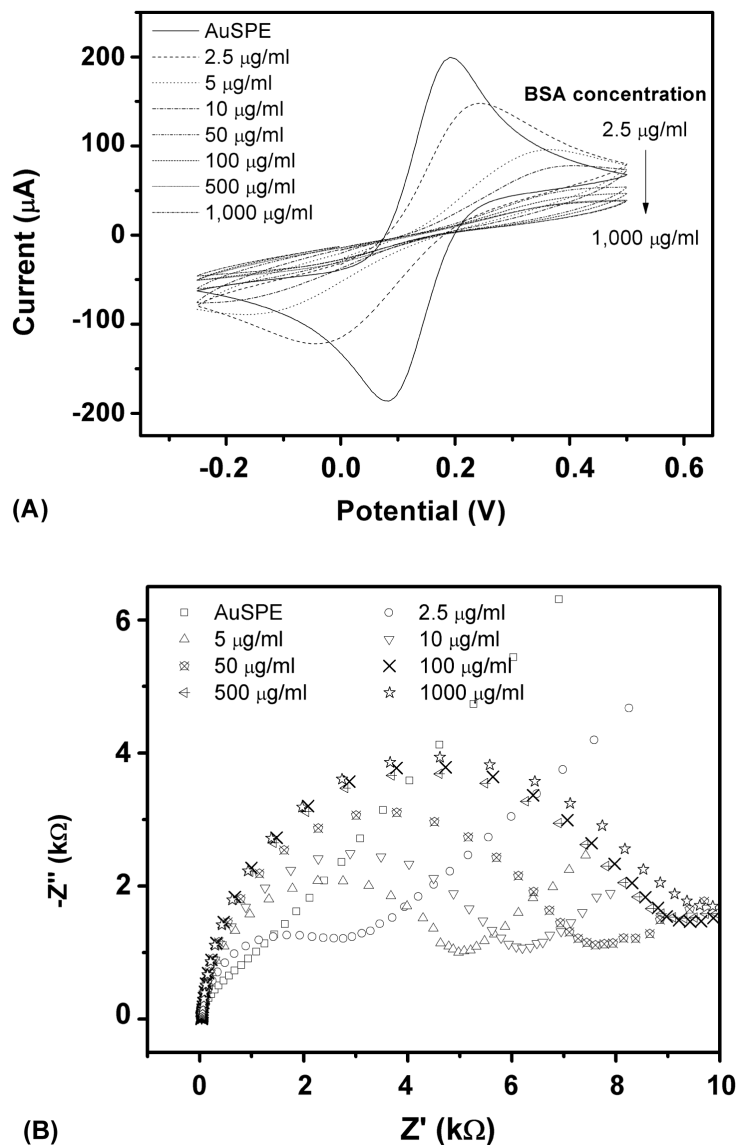 AuSPE
2.5 μg/ml
5 μg/ml
10 μg/ml
50 μg/ml
100 μg/ml
500 μg/ml
1,000 μg/ml
BSA concentration
2.5 μg/ml
1,000 μg/ml
200
100
0
-100
-200
Current (μA)
-0.2 0.0 0.2 0.4 0.6
Potential (V)
(A)
AuSPE 2.5 μg/ml
5 μg/ml 10 μg/ml
50 μg/ml 100 μg/ml
500 μg/ml 1000 μg/ml
6
4
2
0
-Z" (kΩ)
0 2 4 6 8 10
Z' (kΩ)
(B)